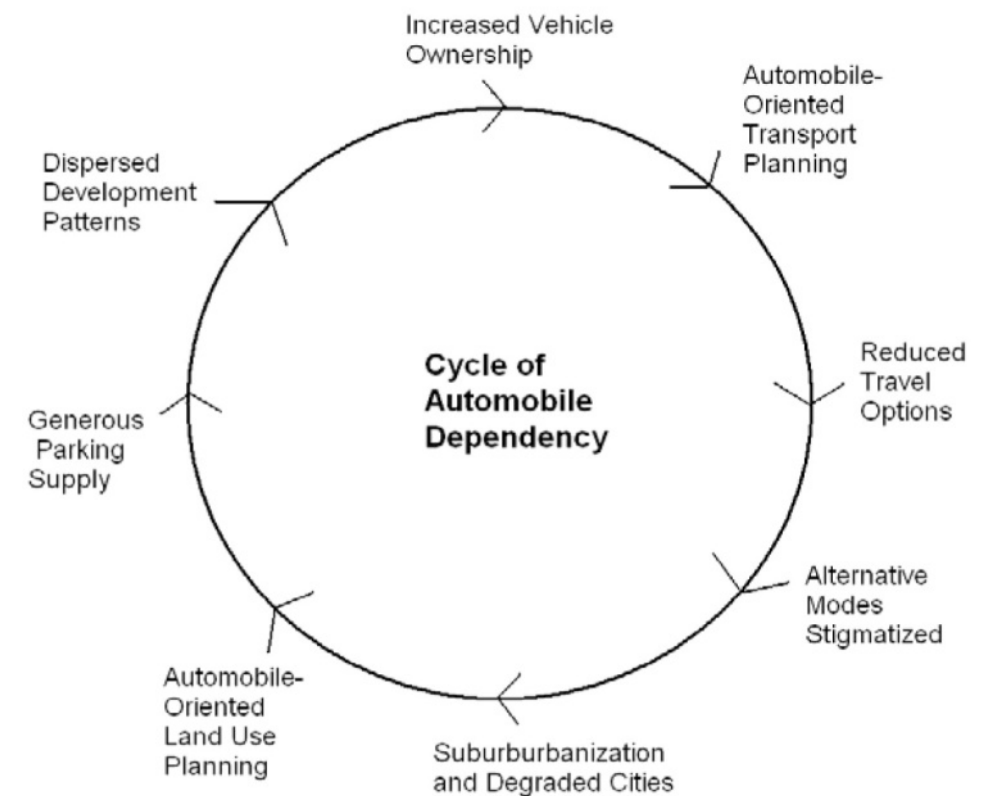 Increased Vehicle
Ownership
Automobile-
Oriented
Transport
Planning
Reduced
Travel
Options
Alternative
Modes
Stigmatized
Suburburbanization
and Degraded Cities
Automobile-
Oriented
Land Use
Planning
Generous
Parking
Supply
Dispersed
Development
Patterns
Cycle of
Automobile
Dependency